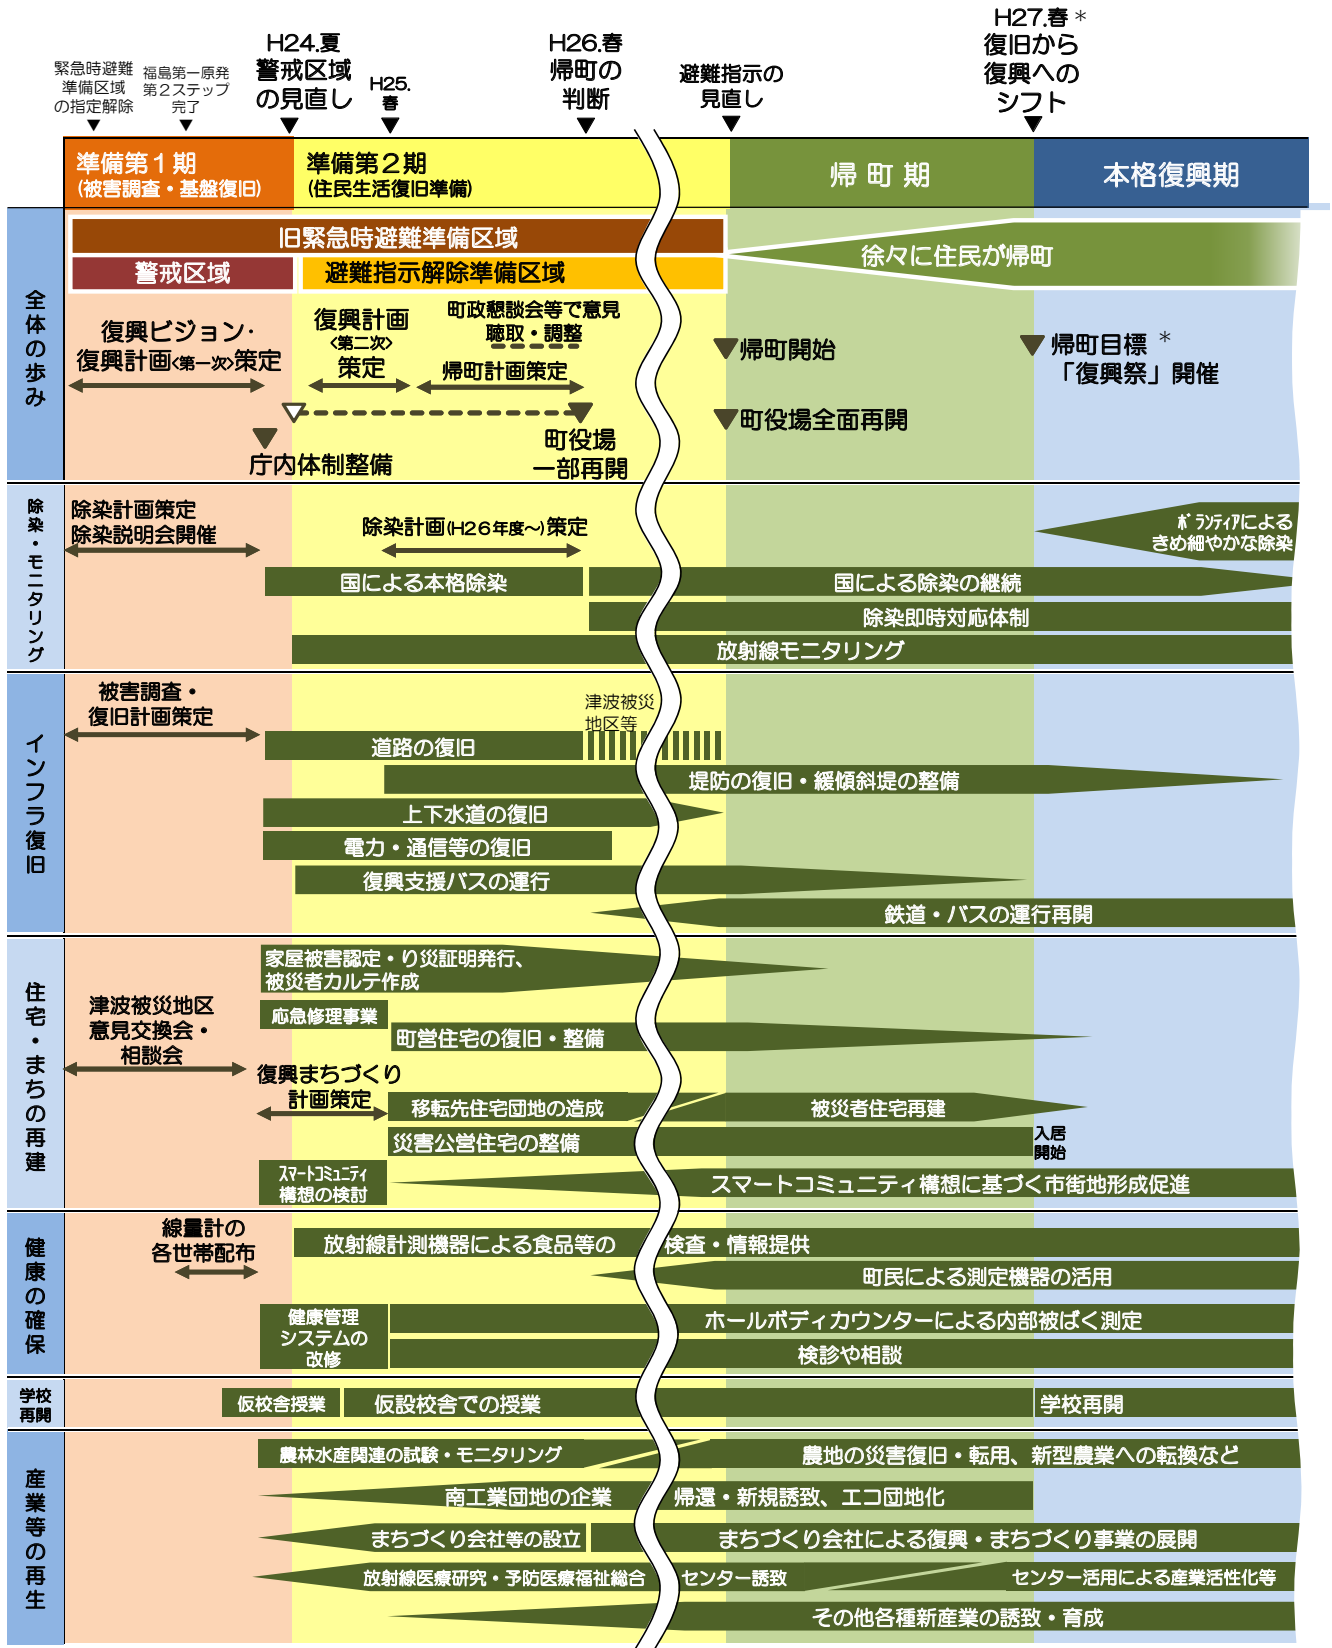 緊急時避難
準備区域
の指定解除
福島第一原発
第２ステップ
完了
H24.夏
警戒区域
の見直し
H25.
春
H26.春
帰町の
判断
避難指示の
見直し
H27.春＊
復旧から
復興への
シフト
準備第１期
(被害調査・基盤復旧)
準備第２期
(住民生活復旧準備)
帰 町 期
本格復興期
全体の歩み
旧緊急時避難準備区域
警戒区域
避難指示解除準備区域
徐々に住民が帰町
復興ビジョン・
復興計画<第一次>策定
復興計画
<第二次>
策定
町政懇談会等で意見
聴取・調整
帰町計画策定
帰町開始
帰町目標 ＊
「復興祭」開催
町役場全面再開
庁内体制整備
町役場
一部再開
除染・モニタリング
除染計画策定
除染説明会開催
除染計画(H26年度～)策定
ﾎﾞﾗﾝﾃｨｱによる
きめ細やかな除染
国による本格除染
国による除染の継続
除染即時対応体制
放射線モニタリング
インフラ復旧
被害調査・
復旧計画策定
津波被災
地区等
道路の復旧
堤防の復旧・緩傾斜堤の整備
上下水道の復旧
電力・通信等の復旧
復興支援バスの運行
鉄道・バスの運行再開
住宅・まちの再建
家屋被害認定・り災証明発行、
被災者カルテ作成
津波被災地区
意見交換会・
相談会
応急修理事業
町営住宅の復旧・整備
復興まちづくり
計画策定
移転先住宅団地の造成
被災者住宅再建
災害公営住宅の整備
入居
開始
ｽﾏｰﾄｺﾐｭﾆﾃｨ
構想の検討
スマートコミュニティ構想に基づく市街地形成促進
健康の確保
線量計の
各世帯配布
放射線計測機器による食品等の 検査・情報提供
町民による測定機器の活用
健康管理
システムの
改修
ホールボディカウンターによる内部被ばく測定
検診や相談
学校
再開
仮校舎授業
仮設校舎での授業
学校再開
産業等の再生
農林水産関連の試験・モニタリング
農地の災害復旧・転用、新型農業への転換など
南工業団地の企業 帰還・新規誘致、エコ団地化
まちづくり会社等の設立
まちづくり会社による復興・まちづくり事業の展開
放射線医療研究・予防医療福祉総合 センター誘致
センター活用による産業活性化等
その他各種新産業の誘致・育成